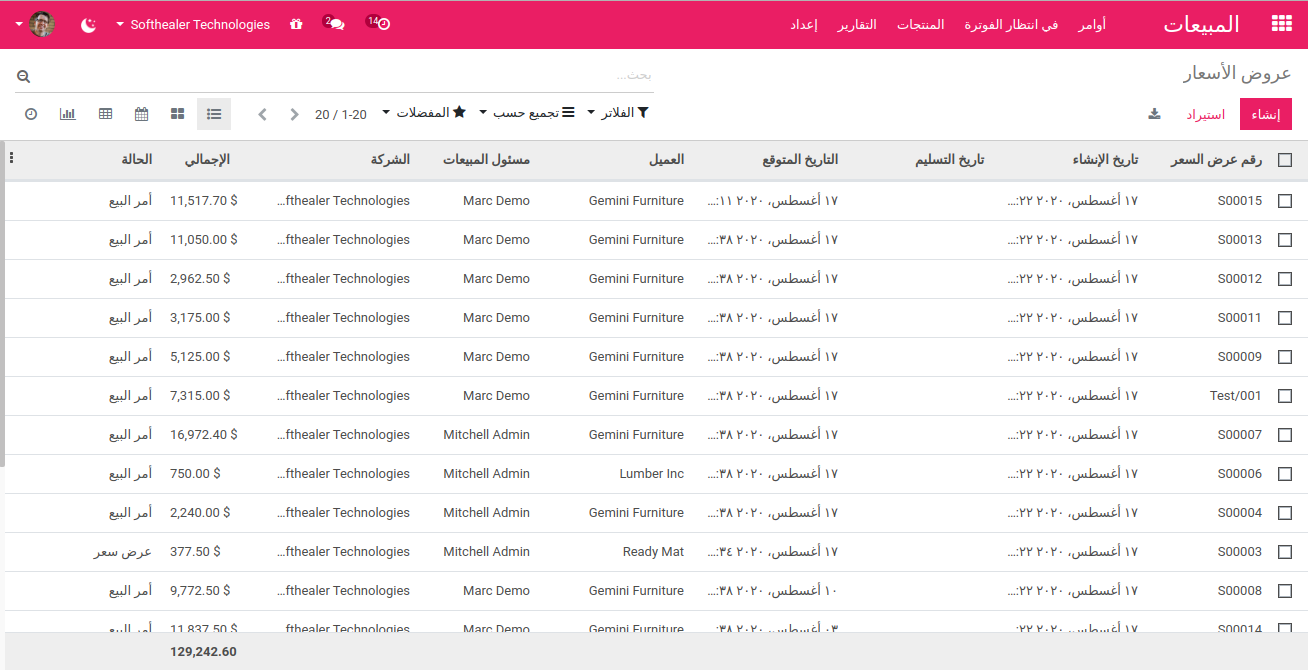 المبيعات أوامر في انتظار الفوترة المنتجات التقارير إعداد 14 2 Softhealer Technologies
عروض الأسعار بحث...
إنشاء استيراد الفلاتر تجميع حسب المفضلات 1-20 / 20
رقم عرض السعر تاريخ الإنشاء تاريخ التسليم التاريخ المتوقع العميل مسئول المبيعات الشركة الإجمالي الحالة
S00015 ١٧ أغسطس، ٢٠٢٠ ٢٢:... ١٧ أغسطس، ٢٠٢٠ ١١:... Gemini Furniture Marc Demo ...fthealer Technologies 11,517.70 $ أمر البيع
S00013 ١٧ أغسطس، ٢٠٢٠ ٢٢:... ١٧ أغسطس، ٢٠٢٠ ٣٨:... Gemini Furniture Marc Demo ...fthealer Technologies 11,050.00 $ أمر البيع
S00012 ١٧ أغسطس، ٢٠٢٠ ٢٢:... ١٧ أغسطس، ٢٠٢٠ ٣٨:... Gemini Furniture Marc Demo ...fthealer Technologies 2,962.50 $ أمر البيع
S00011 ١٧ أغسطس، ٢٠٢٠ ٢٢:... ١٧ أغسطس، ٢٠٢٠ ٣٨:... Gemini Furniture Marc Demo ...fthealer Technologies 3,175.00 $ أمر البيع
S00009 ١٧ أغسطس، ٢٠٢٠ ٢٢:... ١٧ أغسطس، ٢٠٢٠ ٣٨:... Gemini Furniture Marc Demo ...fthealer Technologies 5,125.00 $ أمر البيع
Test/001 ١٧ أغسطس، ٢٠٢٠ ٢٢:... ١٧ أغسطس، ٢٠٢٠ ٣٨:... Gemini Furniture Marc Demo ...fthealer Technologies 7,315.00 $ أمر البيع
S00007 ١٧ أغسطس، ٢٠٢٠ ٢٢:... ١٧ أغسطس، ٢٠٢٠ ٣٨:... Gemini Furniture Mitchell Admin ...fthealer Technologies 16,972.40 $ أمر البيع
S00006 ١٧ أغسطس، ٢٠٢٠ ٢٢:... ١٧ أغسطس، ٢٠٢٠ ٣٨:... Lumber Inc Mitchell Admin ...fthealer Technologies 750.00 $ أمر البيع
S00004 ١٧ أغسطس، ٢٠٢٠ ٢٢:... ١٧ أغسطس، ٢٠٢٠ ٣٨:... Gemini Furniture Mitchell Admin ...fthealer Technologies 2,240.00 $ أمر البيع
S00003 ١٧ أغسطس، ٢٠٢٠ ٢٢:... ١٧ أغسطس، ٢٠٢٠ ٣٤:... Ready Mat Mitchell Admin ...fthealer Technologies 377.50 $ عرض سعر
S00008 ١٧ أغسطس، ٢٠٢٠ ٢٢:... ١٠ أغسطس، ٢٠٢٠ ٣٨:... Gemini Furniture Marc Demo ...fthealer Technologies 9,772.50 $ أمر البيع
S00014 ١٧ أغسطس، ٢٠٢٠ ٢٢:... ٠٣ أغسطس، ٢٠٢٠ ٣٨:... Gemini Furniture Marc Demo ...fthealer Technologies 11,837.50 $ أمر البيع
129,242.60